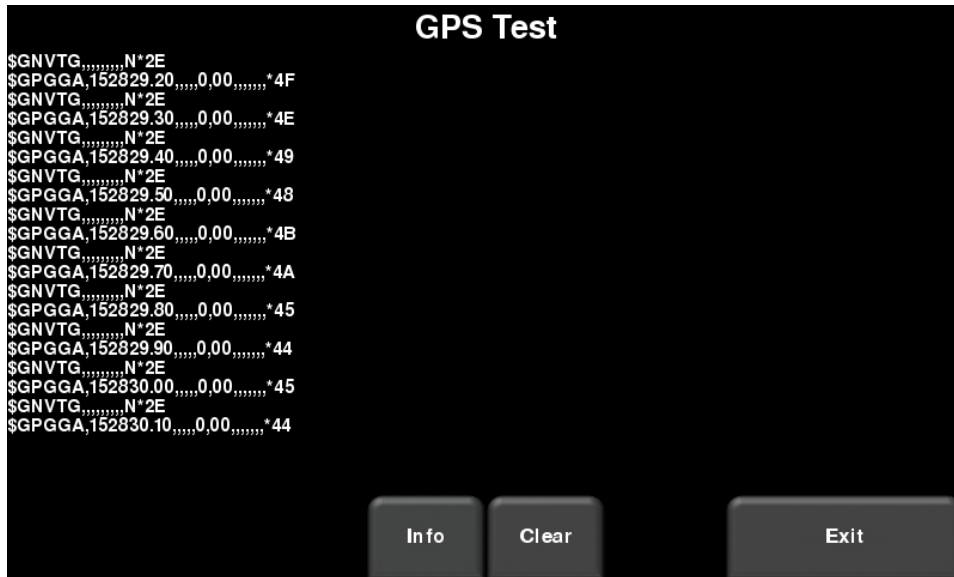 GPS Test
$GNVTG,,,,,,,,,N*2E
$GPGGA,152829.20,,,,,0,00,,,,,,,*4F
$GNVTG,,,,,,,,,N*2E
$GPGGA,152829.30,,,,,0,00,,,,,,,*4E
$GNVTG,,,,,,,,,N*2E
$GPGGA,152829.40,,,,,0,00,,,,,,,*49
$GNVTG,,,,,,,,,N*2E
$GPGGA,152829.50,,,,,0,00,,,,,,,*48
$GNVTG,,,,,,,,,N*2E
$GPGGA,152829.60,,,,,0,00,,,,,,,*4B
$GNVTG,,,,,,,,,N*2E
$GPGGA,152829.70,,,,,0,00,,,,,,,*4A
$GNVTG,,,,,,,,,N*2E
$GPGGA,152829.80,,,,,0,00,,,,,,,*45
$GNVTG,,,,,,,,,N*2E
$GPGGA,152829.90,,,,,0,00,,,,,,,*44
$GNVTG,,,,,,,,,N*2E
$GPGGA,152830.00,,,,,0,00,,,,,,,*45
$GNVTG,,,,,,,,,N*2E
$GPGGA,152830.10,,,,,0,00,,,,,,,*44
Info Clear Exit